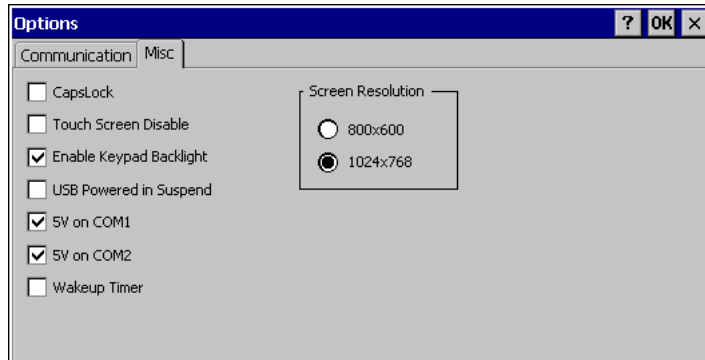 Options ? OK ×
Communication Misc
CapsLock
Touch Screen Disable
Enable Keypad Backlight
USB Powered in Suspend
5V on COM1
5V on COM2
Wakeup Timer
Screen Resolution
800x600
1024x768